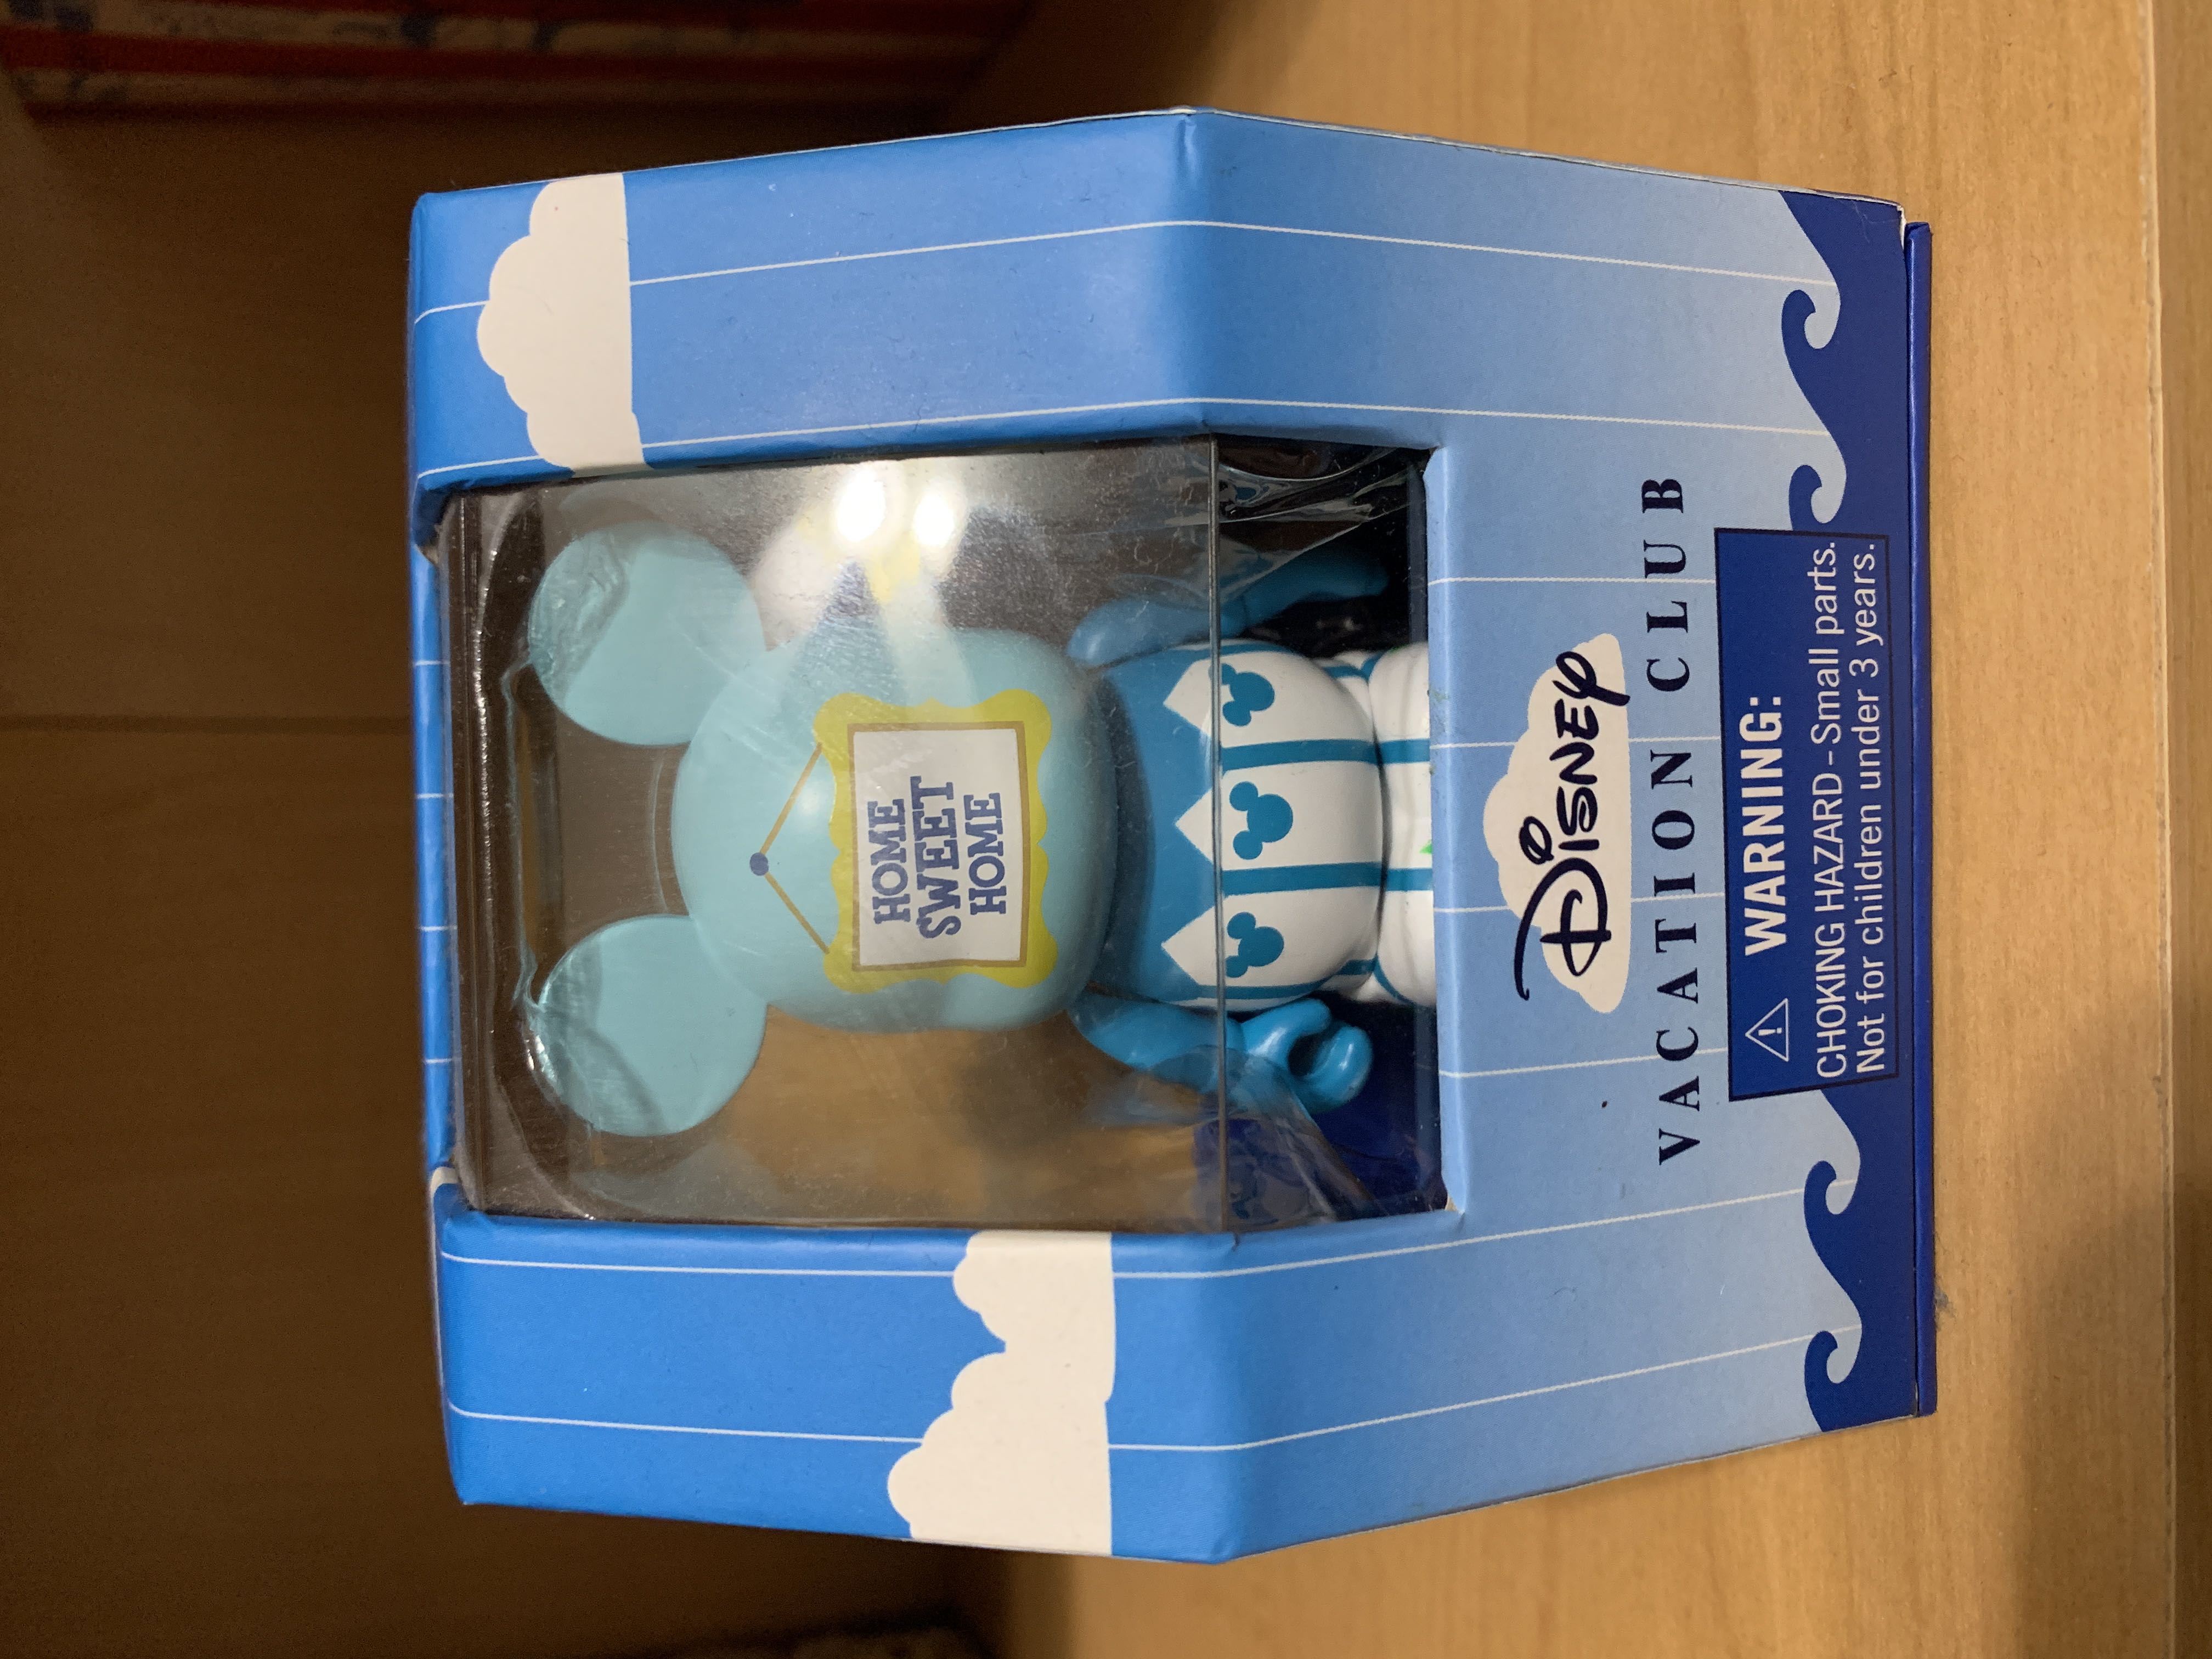 HOME
SWEET
HOME
Disney
VACATION CLUB
⚠ WARNING:
CHOKING HAZARD-Small parts.
Not for children under 3 years.